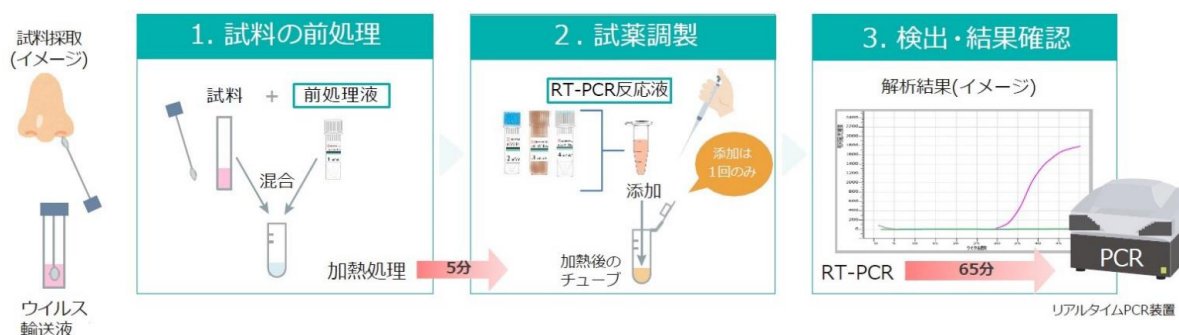 試料採取
(イメージ)
ウイルス
輸送液
1. 試料の前処理
試料 + 前処理液
混合
加熱処理
5分
2. 試薬調製
RT-PCR反応液
添加は
1回のみ
添加
加熱後の
チューブ
3. 検出・結果確認
解析結果(イメージ)
RT-PCR
65分
PCR
リアルタイムPCR装置